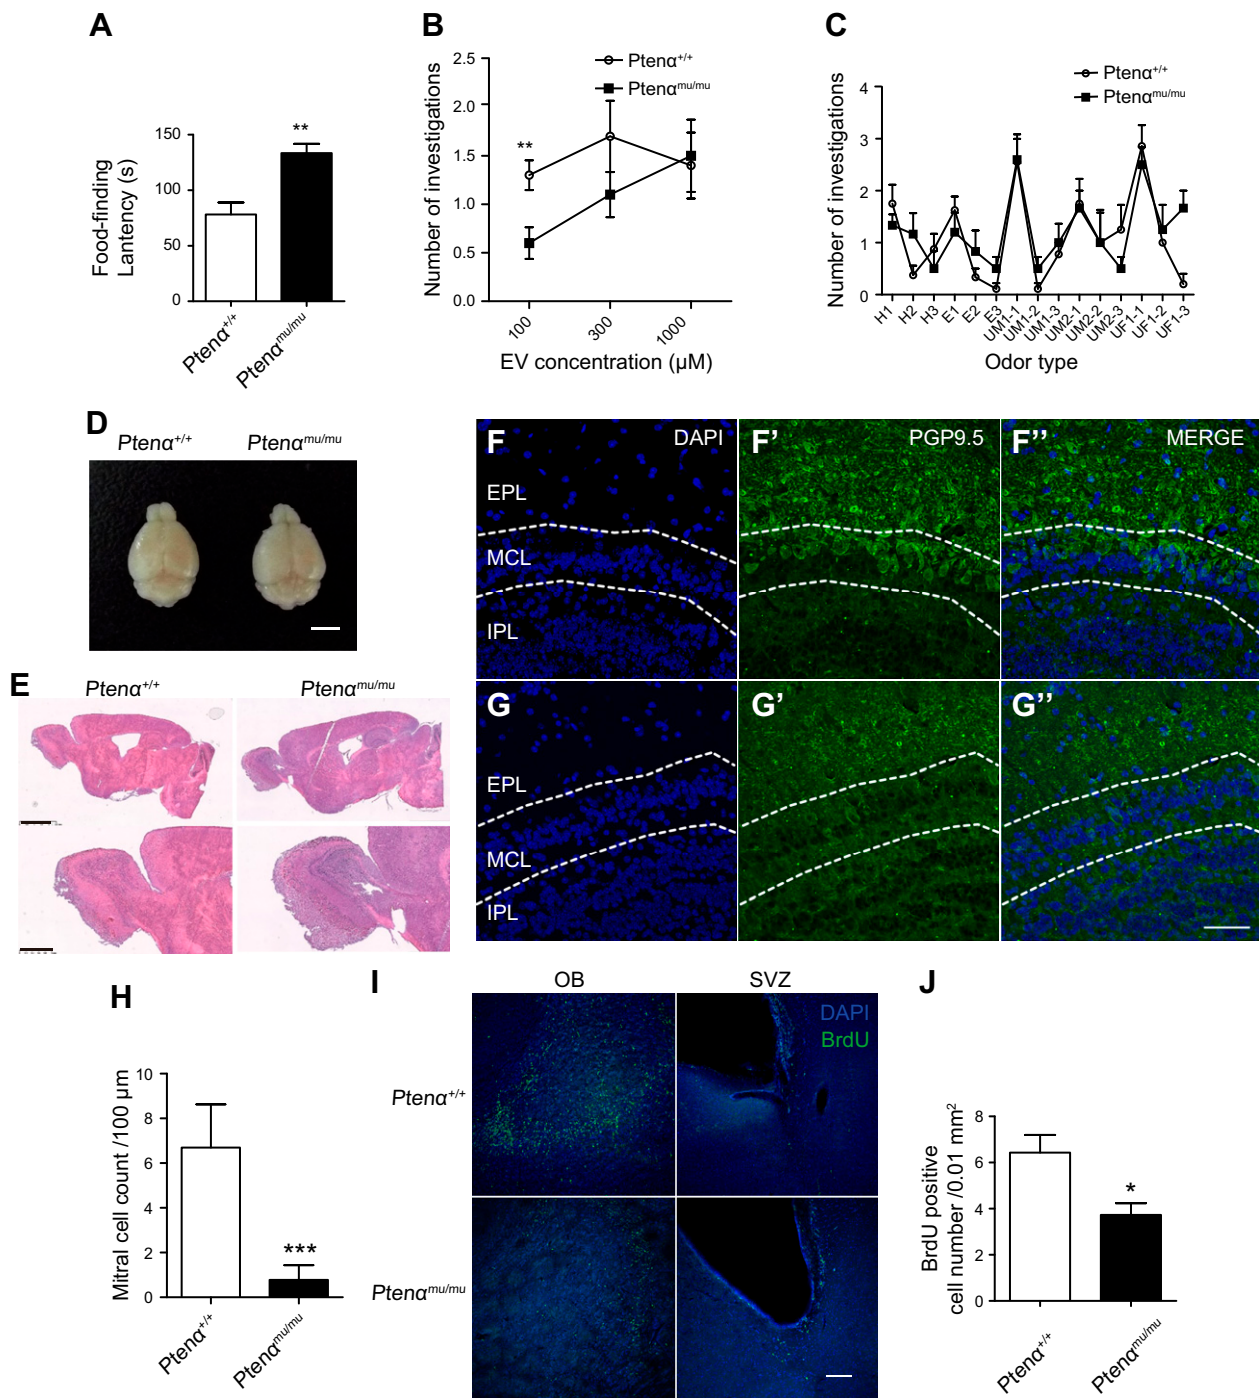 A
Food-finding
Lantency (s)
150
100
50
0
**
Ptenα+/+
Ptenαmu/mu
B
Number of investigations
2.5
2.0
1.5
1.0
0.5
0.0
Ptenα+/+
Ptenαmu/mu
**
100
300
1000
EV concentration (µM)
C
Number of investigations
4
3
2
1
0
Ptenα+/+
Ptenαmu/mu
H1
H2
H3
E1
E2
E3
UM1-1
UM1-2
UM1-3
UM2-1
UM2-2
UM2-3
UF1-1
UF1-2
UF1-3
Odor type
D
Ptenα+/+
Ptenαmu/mu
E
Ptenα+/+
Ptenαmu/mu
F
DAPI
EPL
MCL
IPL
F'
PGP9.5
F''
MERGE
G
EPL
MCL
IPL
G'
G''
H
Mitral cell count /100 µm
10
8
6
4
2
0
***
Ptenα+/+
Ptenαmu/mu
I
OB
SVZ
DAPI
BrdU
Ptenα+/+
Ptenαmu/mu
J
BrdU positive
cell number /0.01 mm²
8
6
4
2
0
*
Ptenα+/+
Ptenαmu/mu